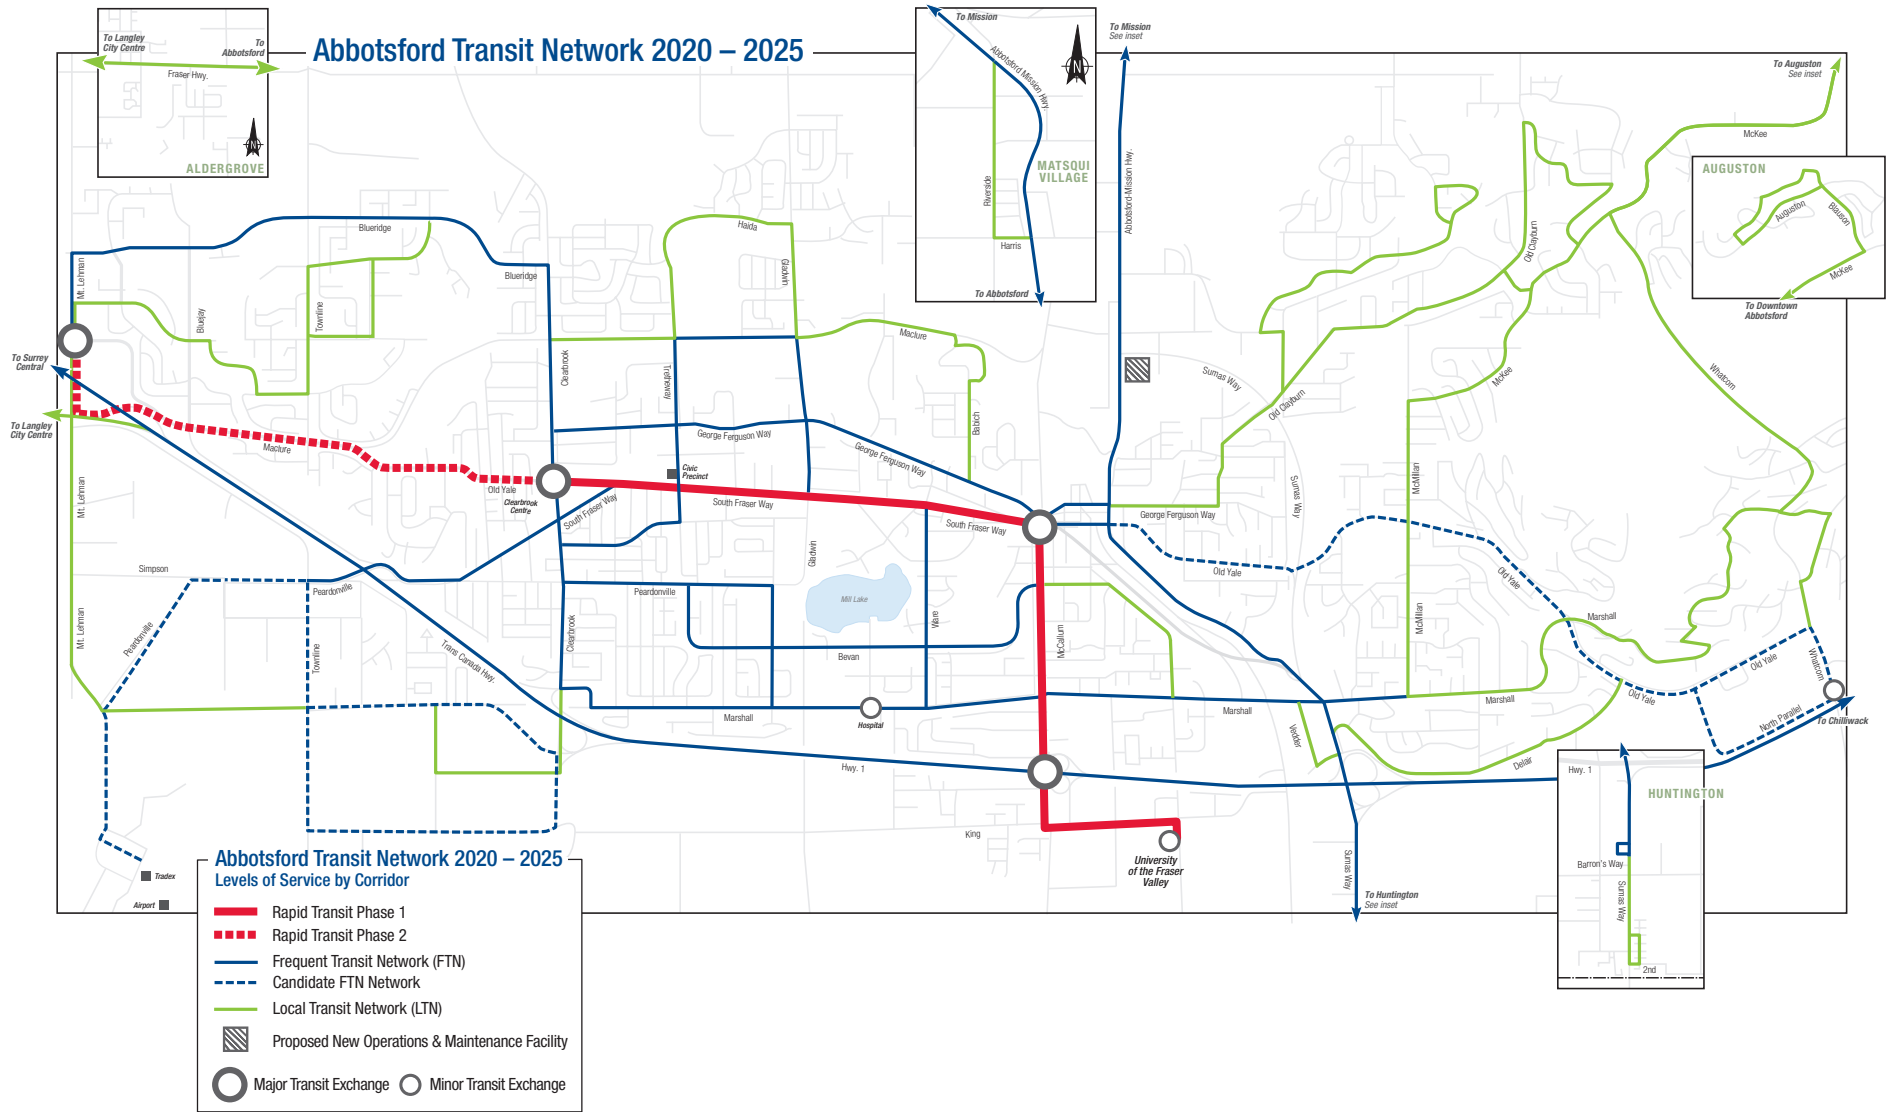 Abbotsford Transit Network 2020 – 2025
To Langley
City Centre
To
Abbotsford
Fraser Hwy.
N
ALDERGROVE
To Mission
Abbotsford Mission Hwy.
N
MATSQUI
VILLAGE
Riverside
Harris
To Abbotsford
To Mission
See inset
Abbotsford-Mission Hwy.
To Auguston
See inset
McKee
AUGUSTON
Auguston
Blauson
McKee
To Downtown
Abbotsford
Mt. Lehman
Blueridge
Blueridge
Bluejay
Townline
Haida
Gladwin
Maclure
Clearbrook
Tretheway
Babich
Old Clayburn
Old Clayburn
Sumas Way
Sumas Way
McKee
Whatcom
To Surrey
Central
To Langley
City Centre
Maclure
Old Yale
Clearbrook
Centre
South Fraser Way
George Ferguson Way
George Ferguson Way
Civic
Precinct
South Fraser Way
South Fraser Way
George Ferguson Way
McMillan
Mt. Lehman
Simpson
Peardonville
Peardonville
Peardonville
Gladwin
Mill Lake
Ware
Bevan
McCallum
Old Yale
Old Yale
McMillan
Marshall
Mt. Lehman
Townline
Trans Canada Hwy.
Clearbrook
Marshall
Hospital
Marshall
Marshall
Vedder
Old Yale
Old Yale
Whatcom
North Parallel
To Chilliwack
Hwy. 1
Delair
King
University
of the Fraser
Valley
Sumas Way
To Huntington
See inset
Hwy. 1
HUNTINGTON
Barron's Way
Sumas Way
2nd
Tradex
Airport
Abbotsford Transit Network 2020 – 2025
Levels of Service by Corridor
Rapid Transit Phase 1
Rapid Transit Phase 2
Frequent Transit Network (FTN)
Candidate FTN Network
Local Transit Network (LTN)
Proposed New Operations & Maintenance Facility
Major Transit Exchange
Minor Transit Exchange